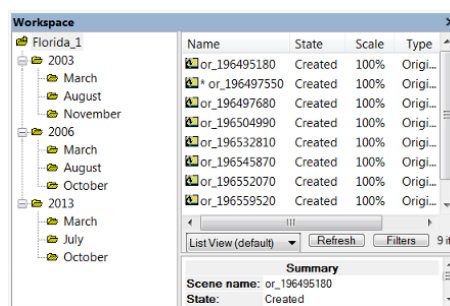 Workspace
Florida_1
2003
March
August
November
2006
March
August
October
2013
March
July
October
Name State Scale Type
or_196495180 Created 100% Origi...
* or_196497550 Created 100% Origi...
or_196497680 Created 100% Origi...
or_196504990 Created 100% Origi...
or_196532810 Created 100% Origi...
or_196545870 Created 100% Origi...
or_196552070 Created 100% Origi...
or_196559520 Created 100% Origi...
List View (default) Refresh Filters 9 it
Summary
Scene name: or_196495180
State: Created